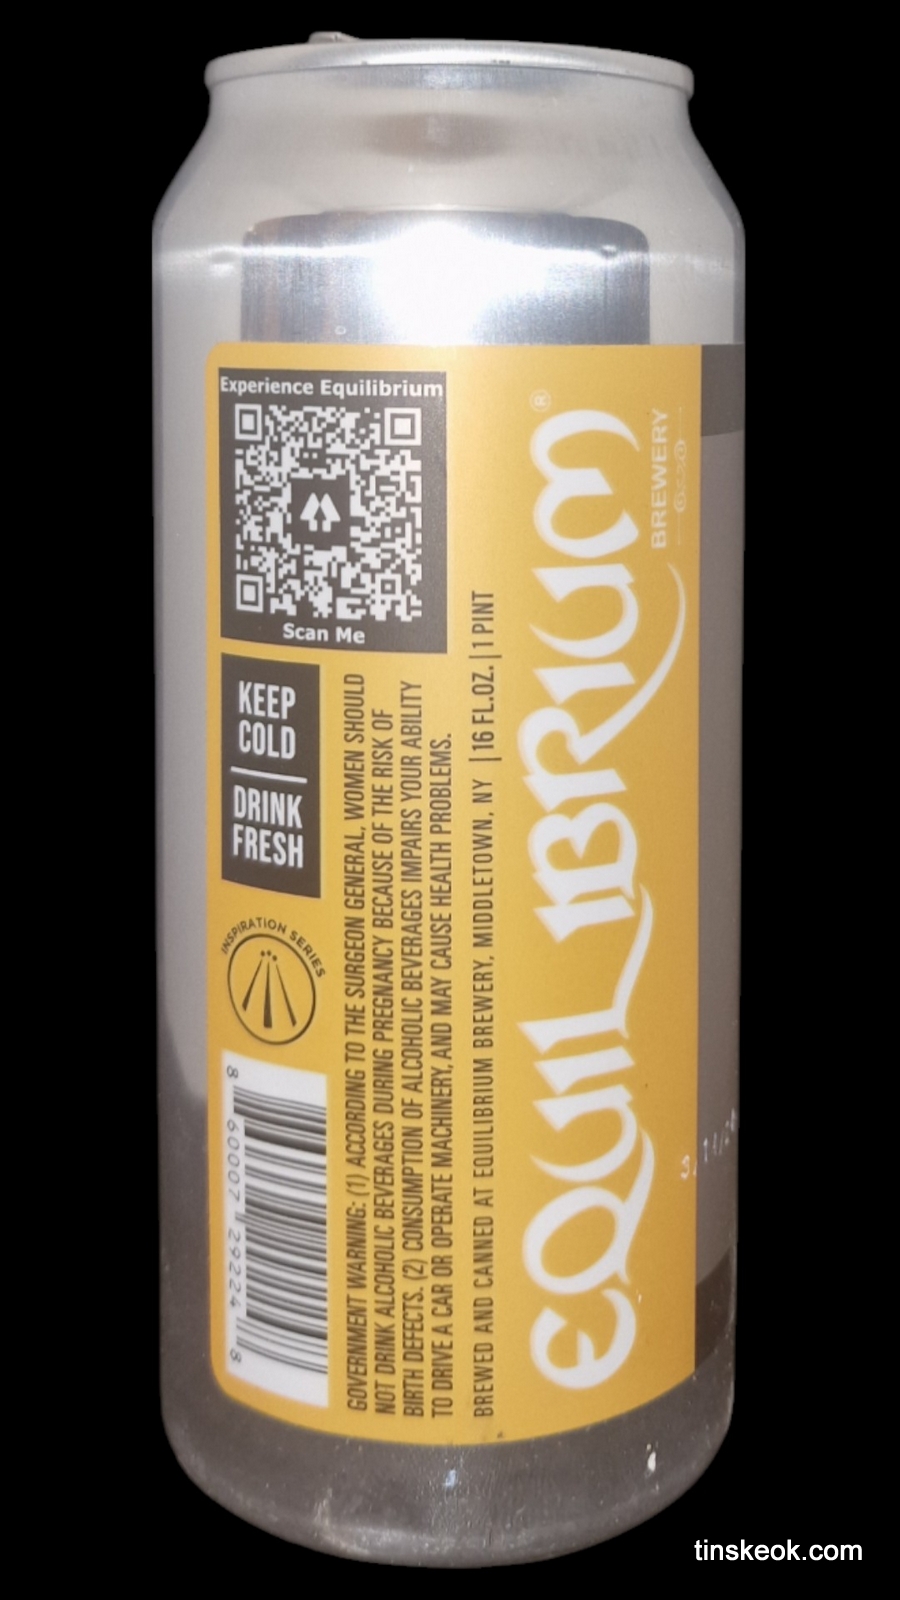 Experience Equilibrium
Scan Me
KEEP
COLD
DRINK
FRESH
INSPIRATION SERIES
8 60007 29224 8
GOVERNMENT WARNING: (1) ACCORDING TO THE SURGEON GENERAL, WOMEN SHOULD
NOT DRINK ALCOHOLIC BEVERAGES DURING PREGNANCY BECAUSE OF THE RISK OF
BIRTH DEFECTS. (2) CONSUMPTION OF ALCOHOLIC BEVERAGES IMPAIRS YOUR ABILITY
TO DRIVE A CAR OR OPERATE MACHINERY, AND MAY CAUSE HEALTH PROBLEMS.
BREWED AND CANNED AT EQUILIBRIUM BREWERY, MIDDLETOWN, NY | 16 FL.OZ. | 1 PINT
EQUILIBRIUM®
BREWERY
tinskeok.com